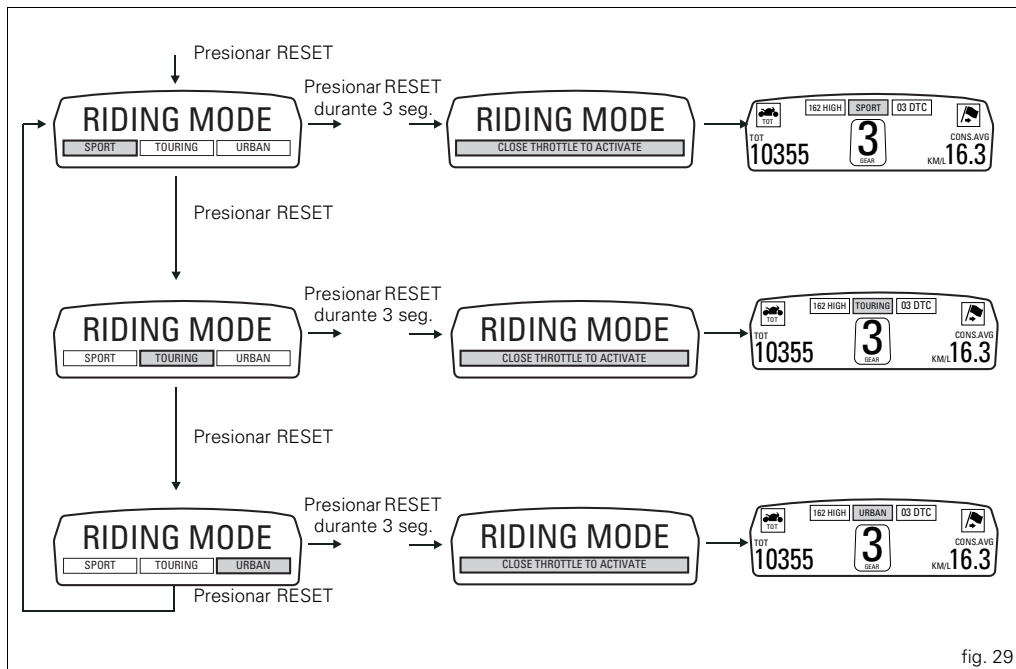 Presionar RESET
RIDING MODE
SPORT TOURING URBAN
Presionar RESET
durante 3 seg.
RIDING MODE
CLOSE THROTTLE TO ACTIVATE
TOT
162 HIGH SPORT 03 DTC
TOT
10355
3
GEAR
CONS.AVG
KM/L 16.3
Presionar RESET
RIDING MODE
SPORT TOURING URBAN
Presionar RESET
durante 3 seg.
RIDING MODE
CLOSE THROTTLE TO ACTIVATE
TOT
162 HIGH TOURING 03 DTC
TOT
10355
3
GEAR
CONS.AVG
KM/L 16.3
Presionar RESET
RIDING MODE
SPORT TOURING URBAN
Presionar RESET
durante 3 seg.
RIDING MODE
CLOSE THROTTLE TO ACTIVATE
TOT
162 HIGH URBAN 03 DTC
TOT
10355
3
GEAR
CONS.AVG
KM/L 16.3
Presionar RESET
fig. 29